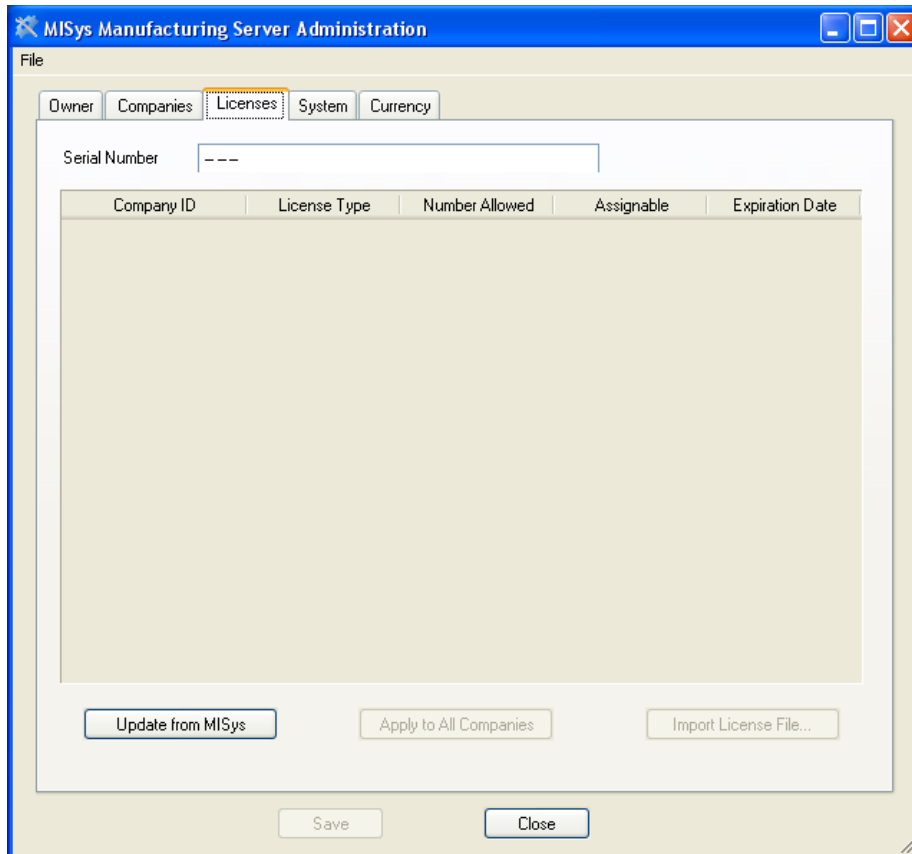 MISys Manufacturing Server Administration
File
Owner Companies Licenses System Currency
Serial Number ---
Company ID License Type Number Allowed Assignable Expiration Date
Update from MISys Apply to All Companies Import License File...
Save Close